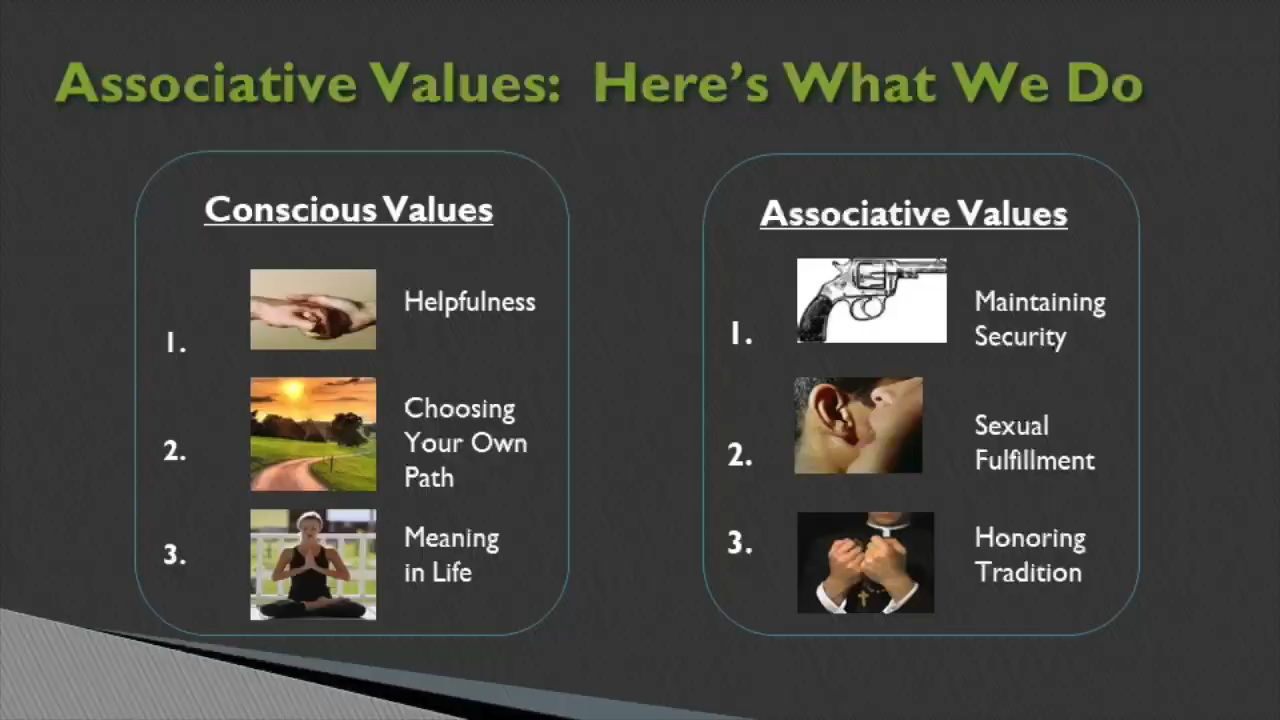 Associative Values:  Here's What We Do
Conscious Values
1.
Helpfulness
2.
Choosing
Your Own
Path
3.
Meaning
in Life
Associative Values
1.
Maintaining
Security
2.
Sexual
Fulfillment
3.
Honoring
Tradition